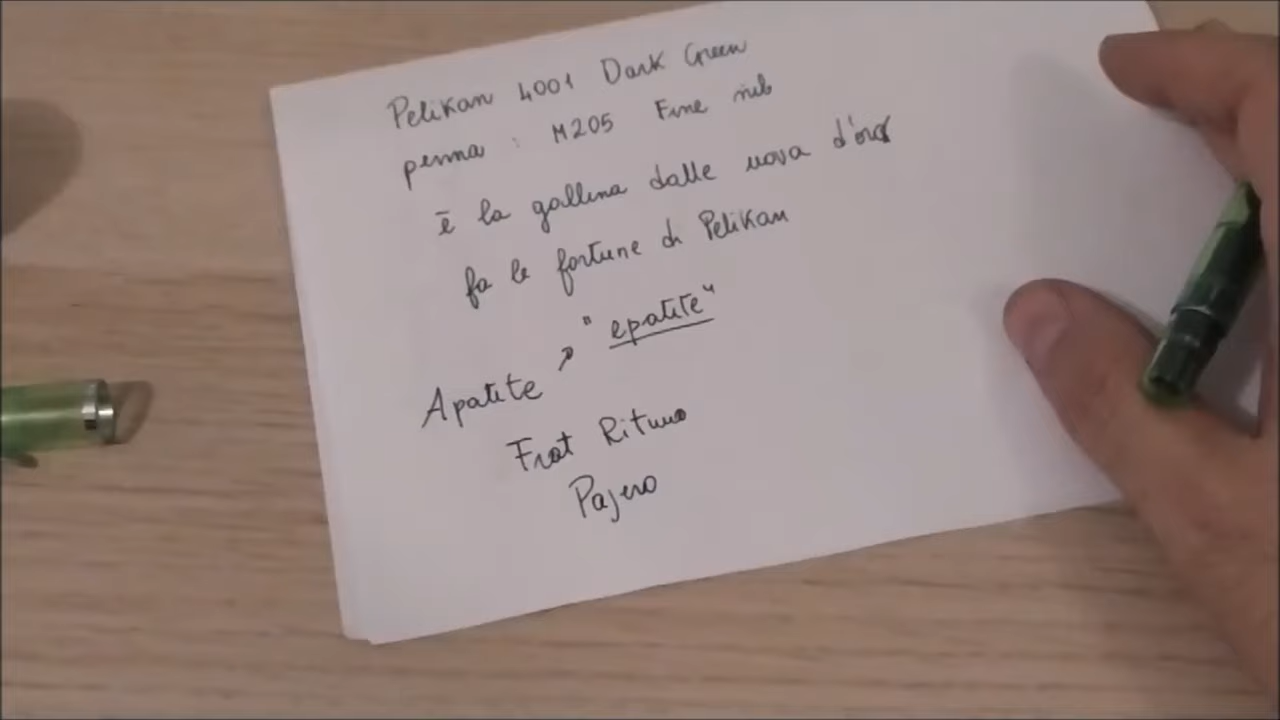 Pelikan 4001 Dark Green
penna : M205 Fine nib
è la gallina dalle uova d'oro
fa le fortune di Pelikan
"epatite"
Apatite
Fiat Ritmo
Pajero